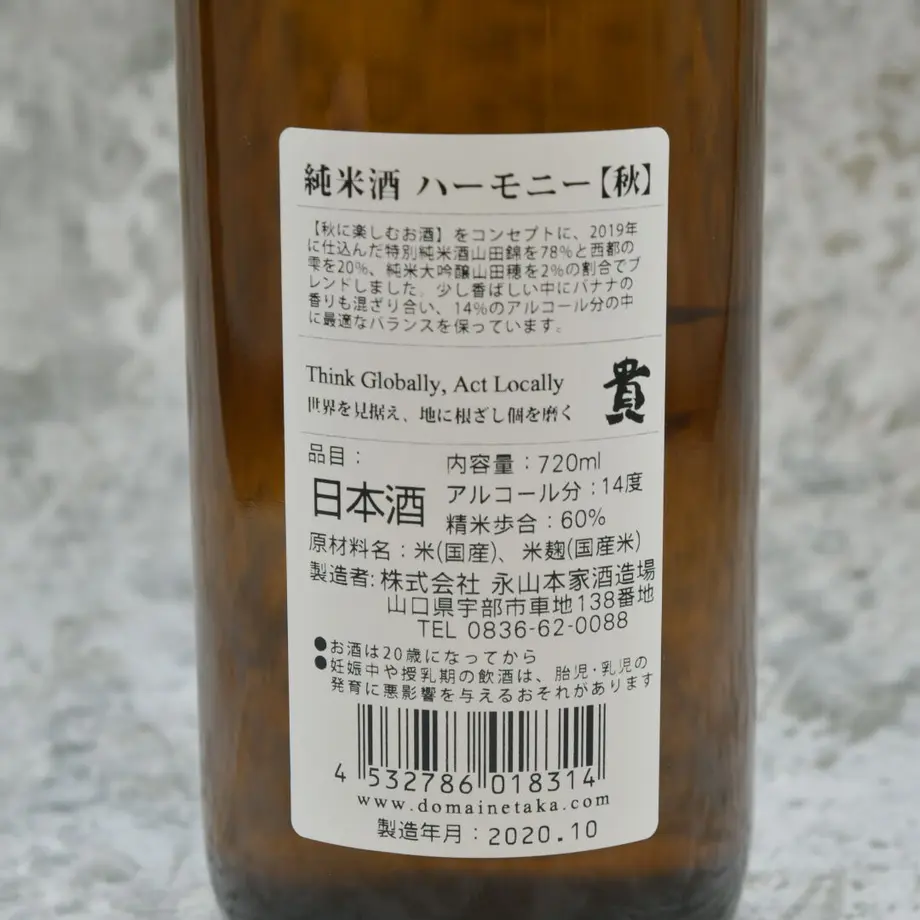 純米酒 ハーモニー【秋】
【秋に楽しむお酒】をコンセプトに、2019年
に仕込んだ特別純米酒山田錦を78%と西都の
雫を20%、純米大吟醸山田穂を2%の割合でブ
レンドしました。少し香ばしい中にバナナの
香りも混ざり合い、14%のアルコール分の中
に最適なバランスを保っています。
Think Globally, Act Locally
世界を見据え、地に根ざし個を磨く
貴
品目：
日本酒
内容量：720ml
アルコール分：14度
精米歩合：60%
原材料名：米(国産)、米麹(国産米)
製造者:株式会社 永山本家酒造場
山口県宇部市車地138番地
TEL 0836-62-0088
●お酒は20歳になってから
●妊娠中や授乳期の飲酒は、胎児・乳児の
発育に悪影響を与えるおそれがあります
4 532786 018314
www.domainetaka.com
製造年月：2020.10